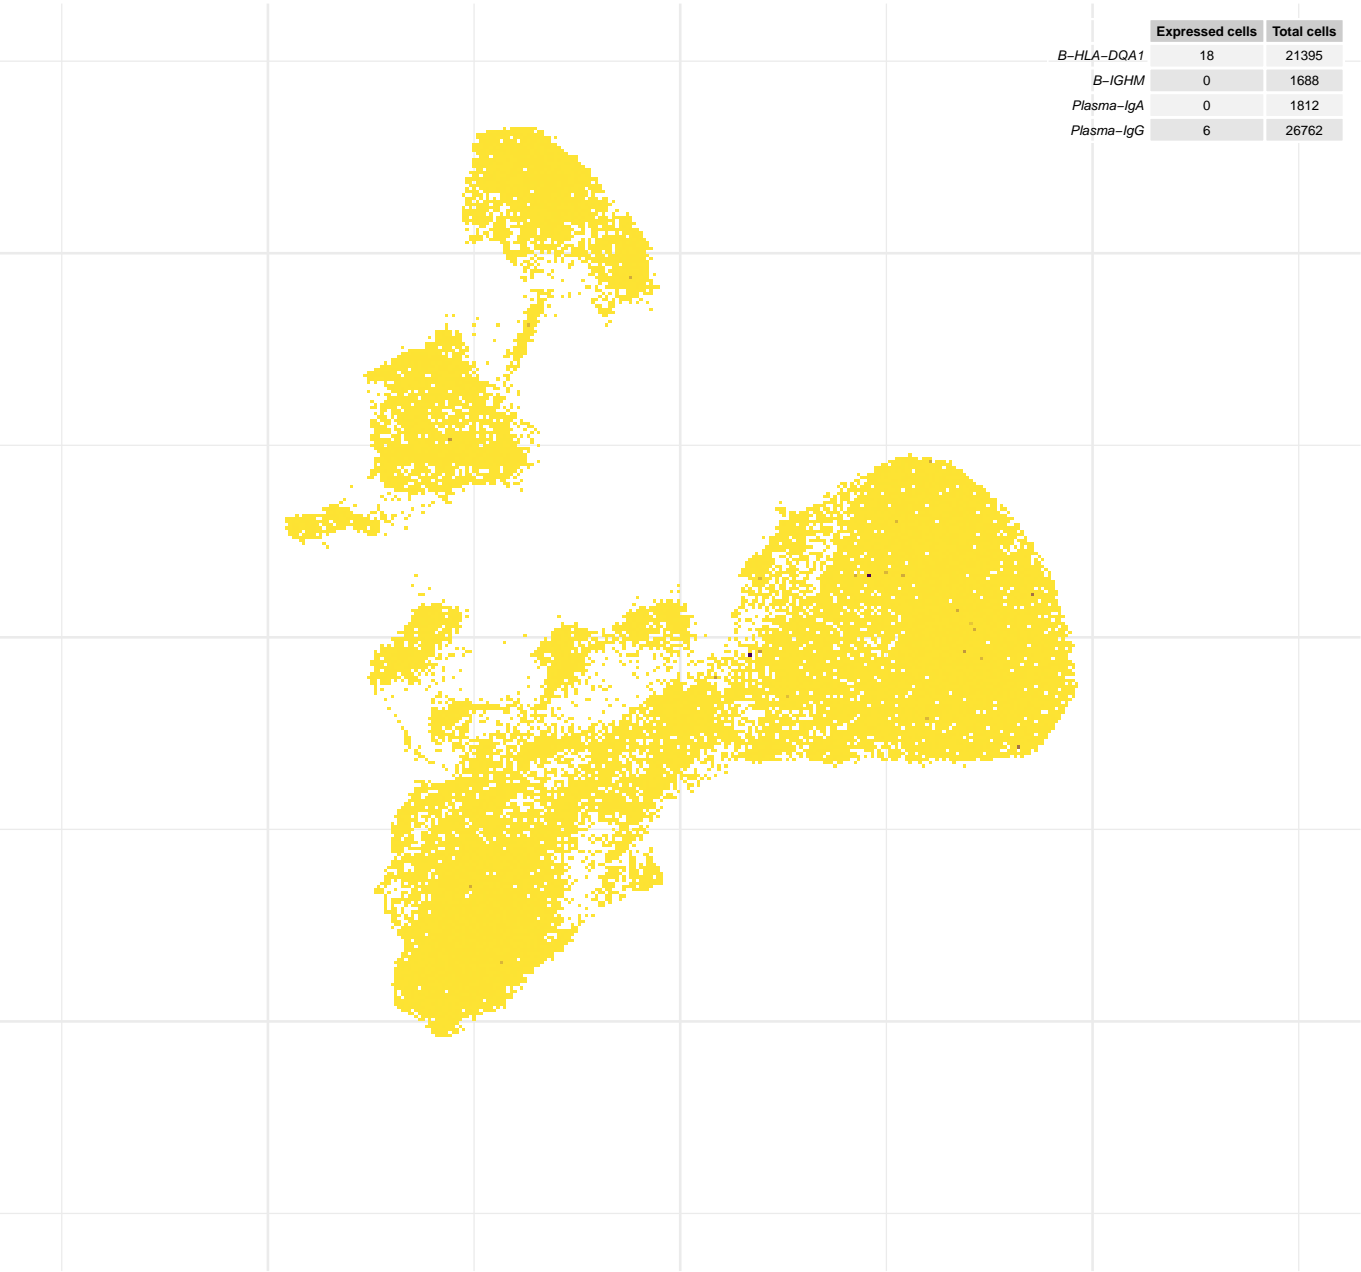 Expressed cells Total cells
B−HLA−DQA1 18 21395
B−IGHM 0 1688
Plasma−IgA 0 1812
Plasma−IgG 6 26762